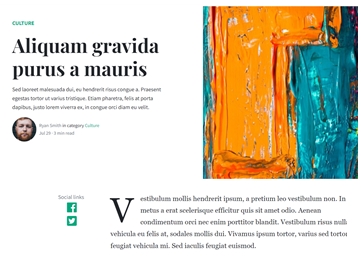 CULTURE
Aliquam gravida
purus a mauris
Sed laoreet malesuada dui, eu hendrerit risus congue a. Praesent
egestas tortor ut varius tristique. Etiam pharetra, felis at porta
dapibus, justo lorem viverra ex, in congue orci diam eu velit.
Ryan Smith in category Culture
Jul 29 · 3 min read
Social links
Vestibulum mollis hendrerit ipsum, a pretium leo vestibulum non. In
metus a erat scelerisque efficitur quis sit amet odio. Aenean
condimentum orci nec enim porttitor blandit. Vestibulum risus
vehicula eu felis at, sodales mollis dui. Vivamus ipsum tortor, varius sed tortor
feugiat vehicula mi. Sed iaculis feugiat euismod.